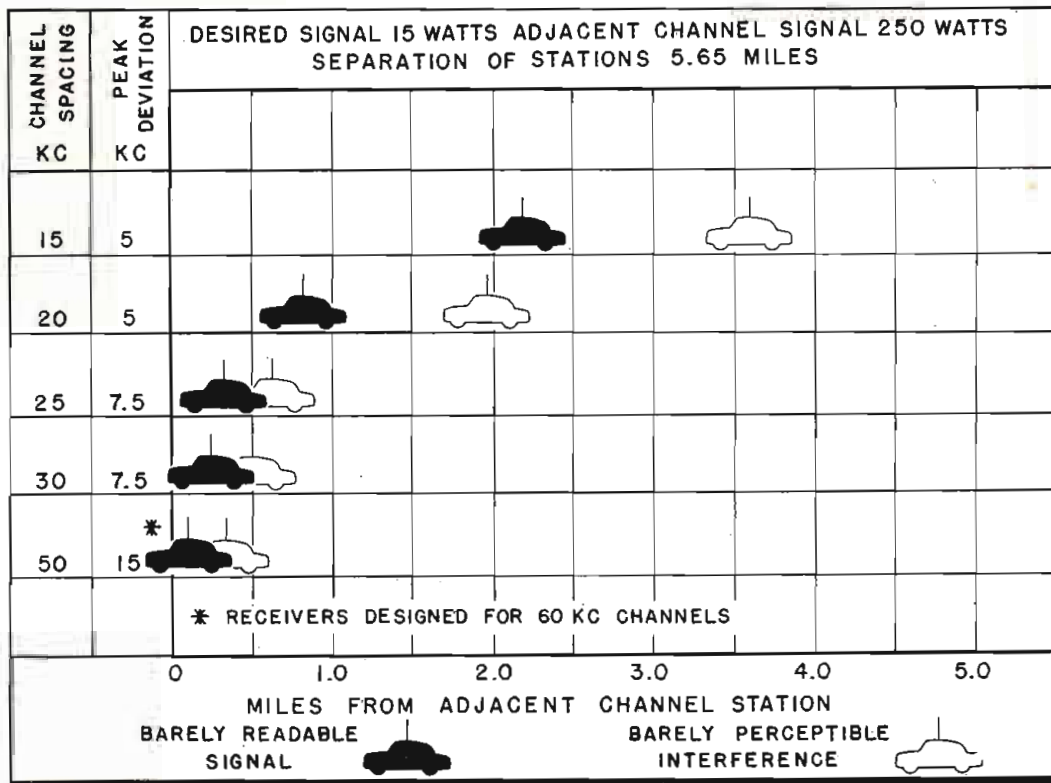 CHANNEL SPACING KC
PEAK DEVIATION KC
DESIRED SIGNAL 15 WATTS ADJACENT CHANNEL SIGNAL 250 WATTS
SEPARATION OF STATIONS 5.65 MILES
15 5
20 5
25 7.5
30 7.5
*
50 15
* RECEIVERS DESIGNED FOR 60 KC CHANNELS
0 1.0 2.0 3.0 4.0 5.0
MILES FROM ADJACENT CHANNEL STATION
BARELY READABLE SIGNAL
BARELY PERCEPTIBLE INTERFERENCE